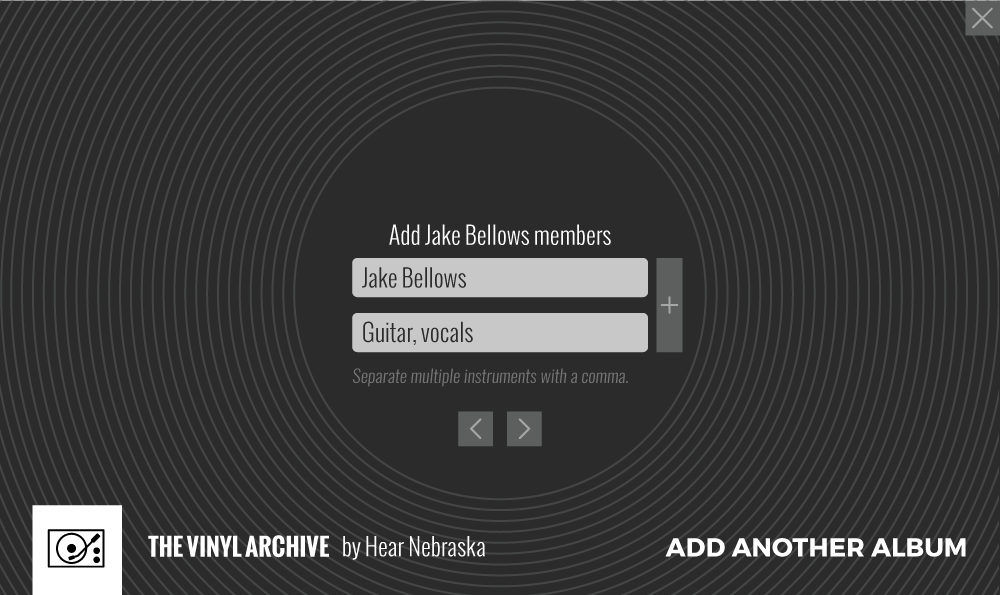 Add Jake Bellows members
Jake Bellows
Guitar, vocals
Separate multiple instruments with a comma.
THE VINYL ARCHIVE by Hear Nebraska
ADD ANOTHER ALBUM